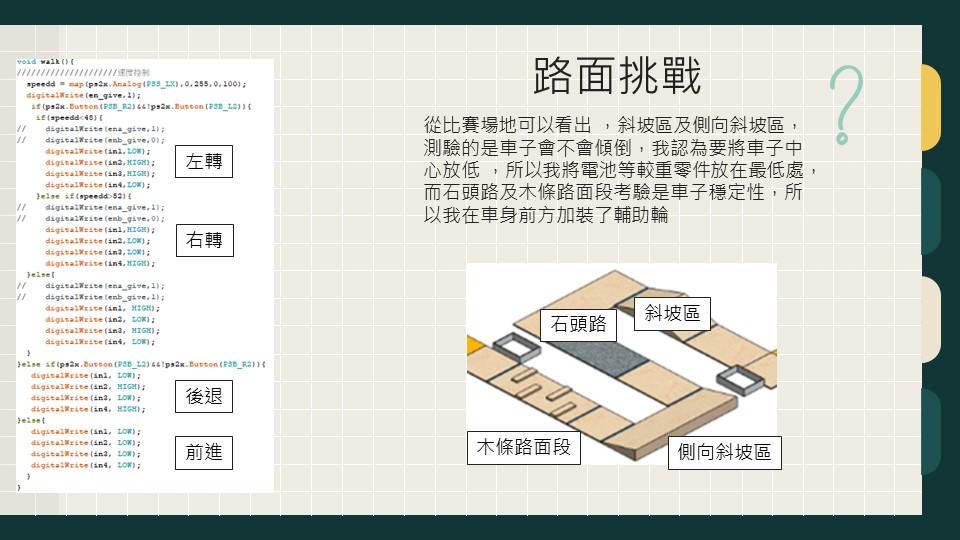 void walk(){
/////////////////////速度控制
speedd = map(ps2x.Analog(PSS_LX),0,255,0,100);
digitalWrite(en_give,1);
if(ps2x.Button(PSB_R2)&&!ps2x.Button(PSB_L2)){
if(speedd<48){
// digitalWrite(ena_give,1);
// digitalWrite(enb_give,0);
digitalWrite(in1,LOW);
digitalWrite(in2,HIGH);
digitalWrite(in3,HIGH);
digitalWrite(in4,LOW);
左轉
}else if(speedd>52){
// digitalWrite(ena_give,1);
// digitalWrite(enb_give,0);
digitalWrite(in1,HIGH);
digitalWrite(in2,LOW);
digitalWrite(in3,LOW);
digitalWrite(in4,HIGH);
右轉
}else{
// digitalWrite(ena_give,1);
// digitalWrite(enb_give,1);
digitalWrite(in1, HIGH);
digitalWrite(in2, LOW);
digitalWrite(in3, HIGH);
digitalWrite(in4, LOW);
}
}else if(ps2x.Button(PSB_L2)&&!ps2x.Button(PSB_R2)){
digitalWrite(in1, LOW);
digitalWrite(in2, HIGH);
digitalWrite(in3, LOW);
digitalWrite(in4, HIGH);
後退
}else{
digitalWrite(in1, LOW);
digitalWrite(in2, LOW);
digitalWrite(in3, LOW);
digitalWrite(in4, LOW);
前進
}
}
路面挑戰
?
從比賽場地可以看出 ，斜坡區及側向斜坡區，
測驗的是車子會不會傾倒，我認為要將車子中
心放低 ，所以我將電池等較重零件放在最低處，
而石頭路及木條路面段考驗是車子穩定性，所
以我在車身前方加裝了輔助輪
斜坡區
石頭路
木條路面段
側向斜坡區